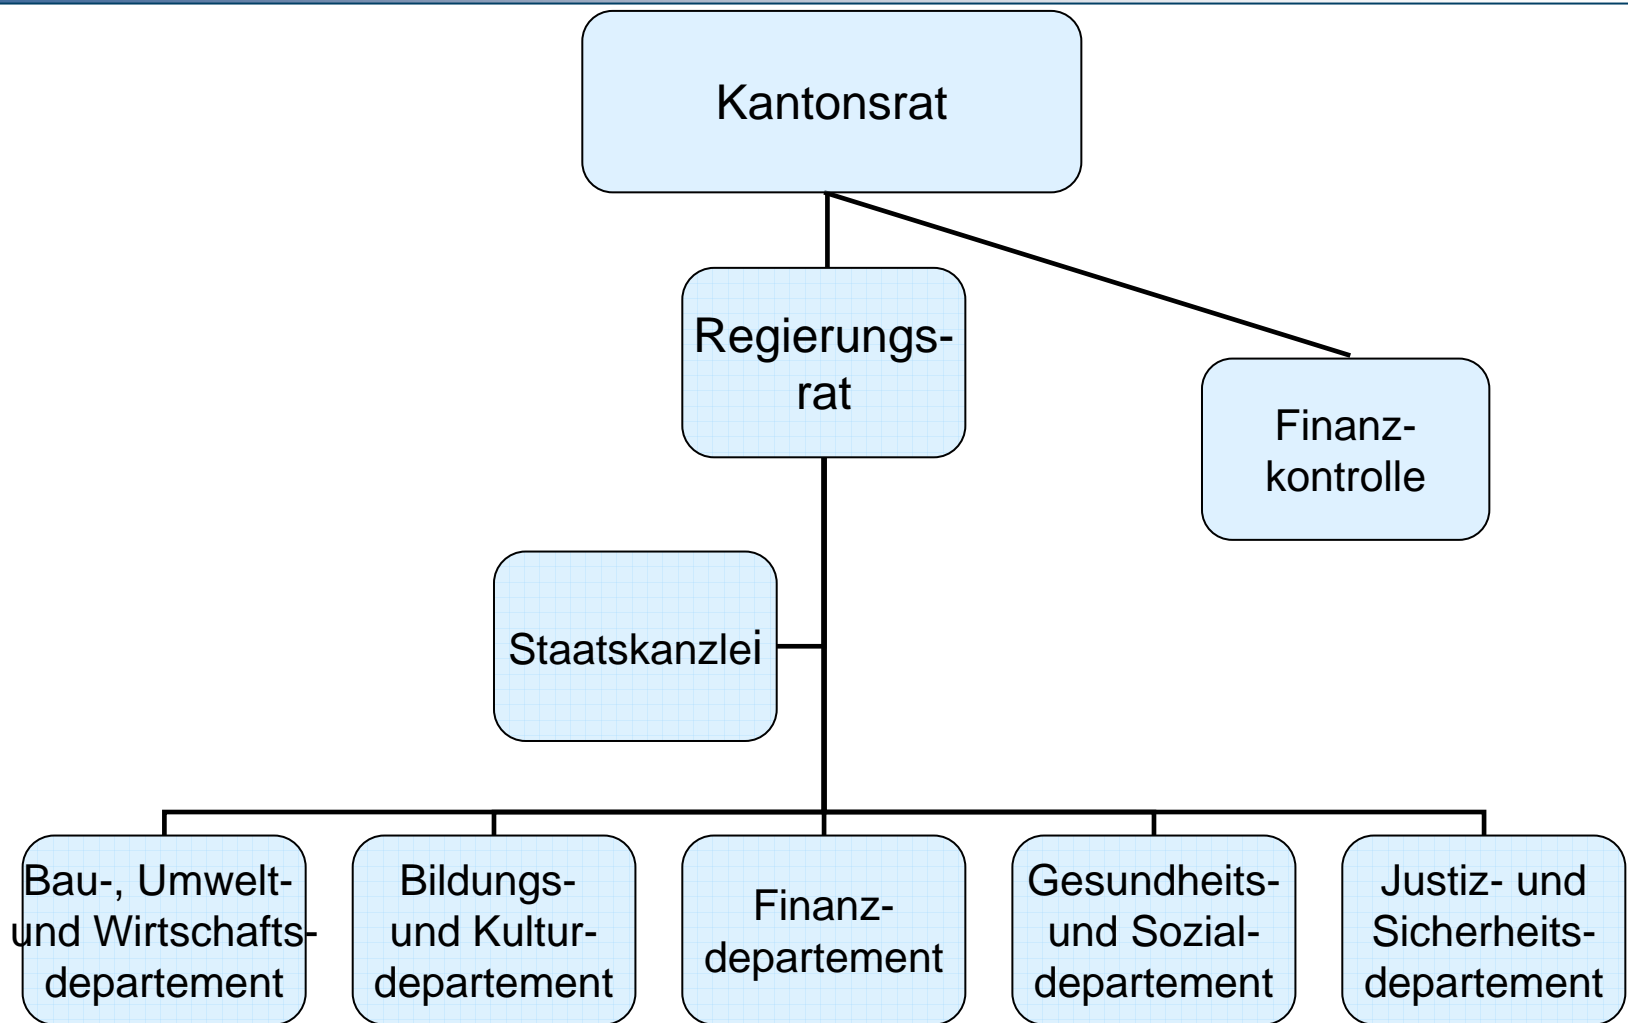 Kantonsrat
Regierungs-
rat
Finanz-
kontrolle
Staatskanzlei
Bau-, Umwelt-
und Wirtschafts-
departement
Bildungs-
und Kultur-
departement
Finanz-
departement
Gesundheits-
und Sozial-
departement
Justiz- und
Sicherheits-
departement